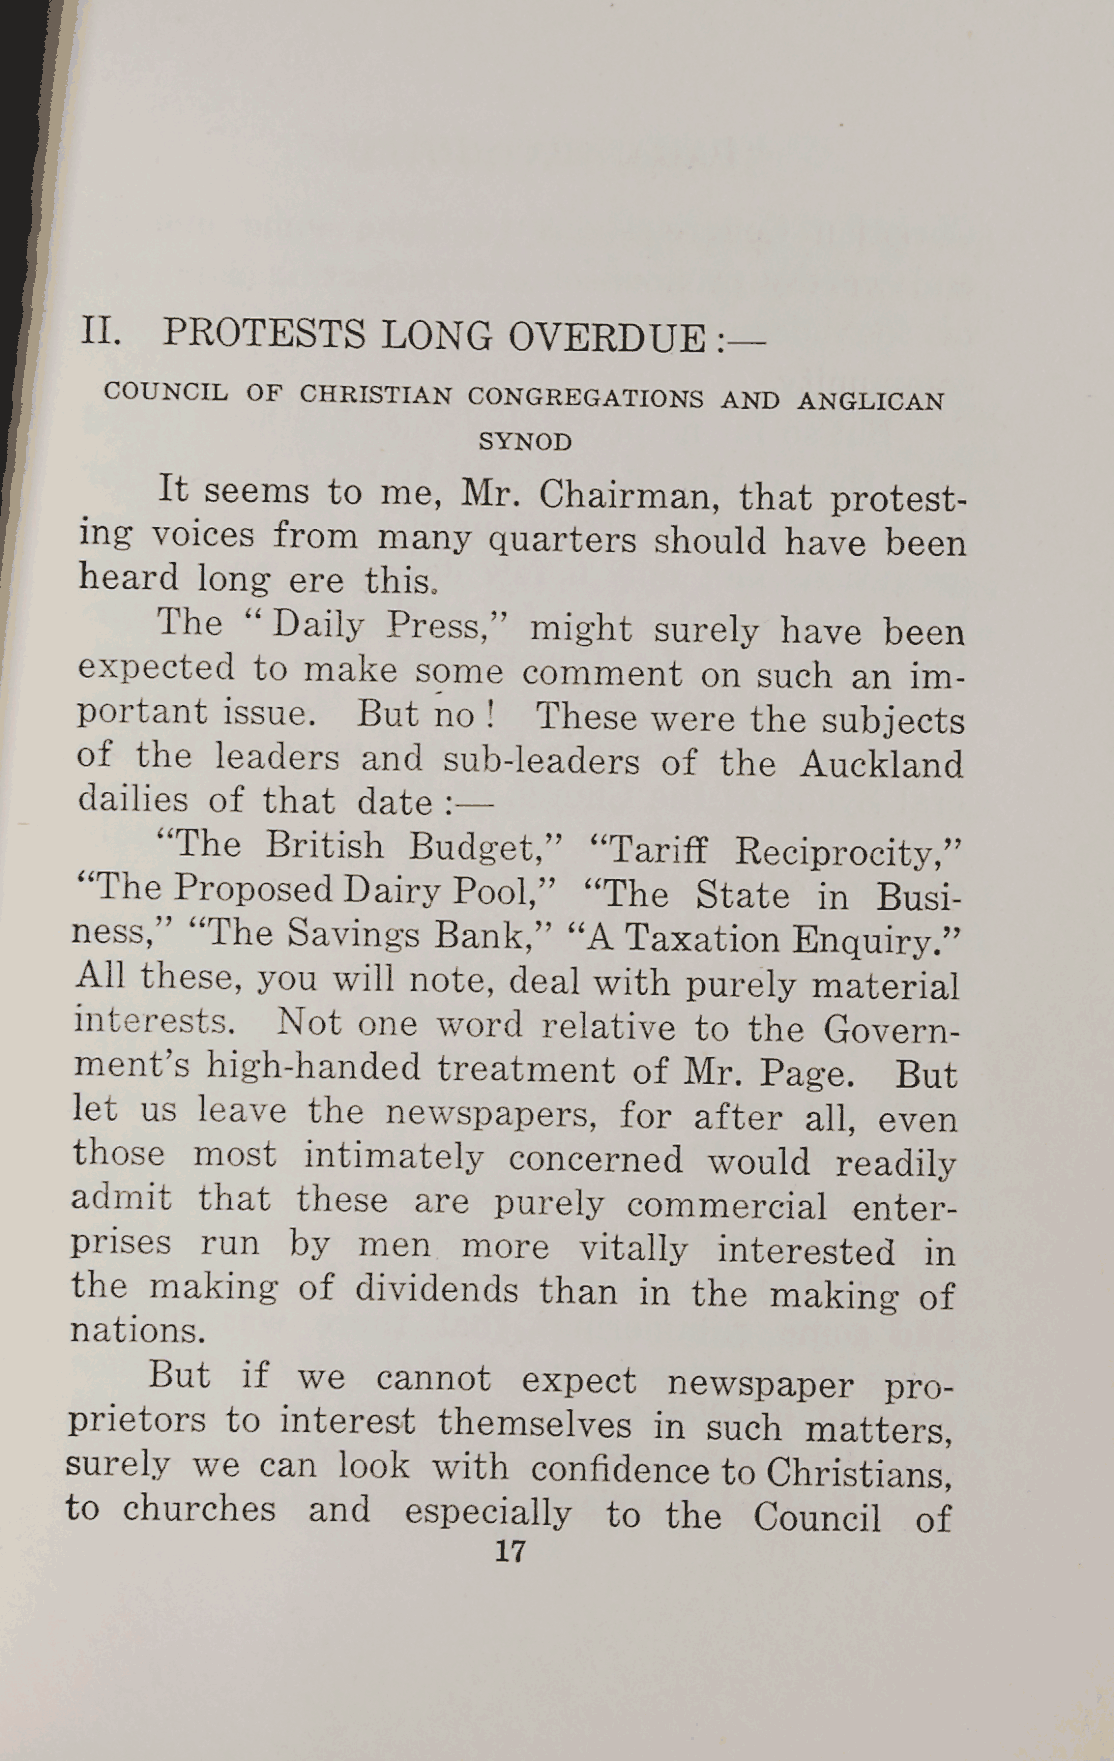 II. PROTESTS LONG OVERDUE :—
COUNCIL OF CHRISTIAN CONGREGATIONS AND ANGLICAN
SYNOD
It seems to me, Mr. Chairman, that protest-
ing voices from many quarters should have been
heard long ere this.
The “ Daily Press,” might surely have been
expected to make some comment on such an im-
portant issue. But no ! These were the subjects
of the leaders and sub-leaders of the Auckland
dailies of that date :—
“The British Budget,” “Tariff Reciprocity,”
“The Proposed Dairy Pool,” “The State in Busi-
ness,” “The Savings Bank,” “A Taxation Enquiry.”
All these, you will note, deal with purely material
interests. Not one word relative to the Govern-
ment’s high-handed treatment of Mr. Page. But
let us leave the newspapers, for after all, even
those most intimately concerned would readily
admit that these are purely commercial enter-
prises run by men more vitally interested in
the making of dividends than in the making of
nations.
But if we cannot expect newspaper pro-
prietors to interest themselves in such matters,
surely we can look with confidence to Christians,
to churches and especially to the Council of
17